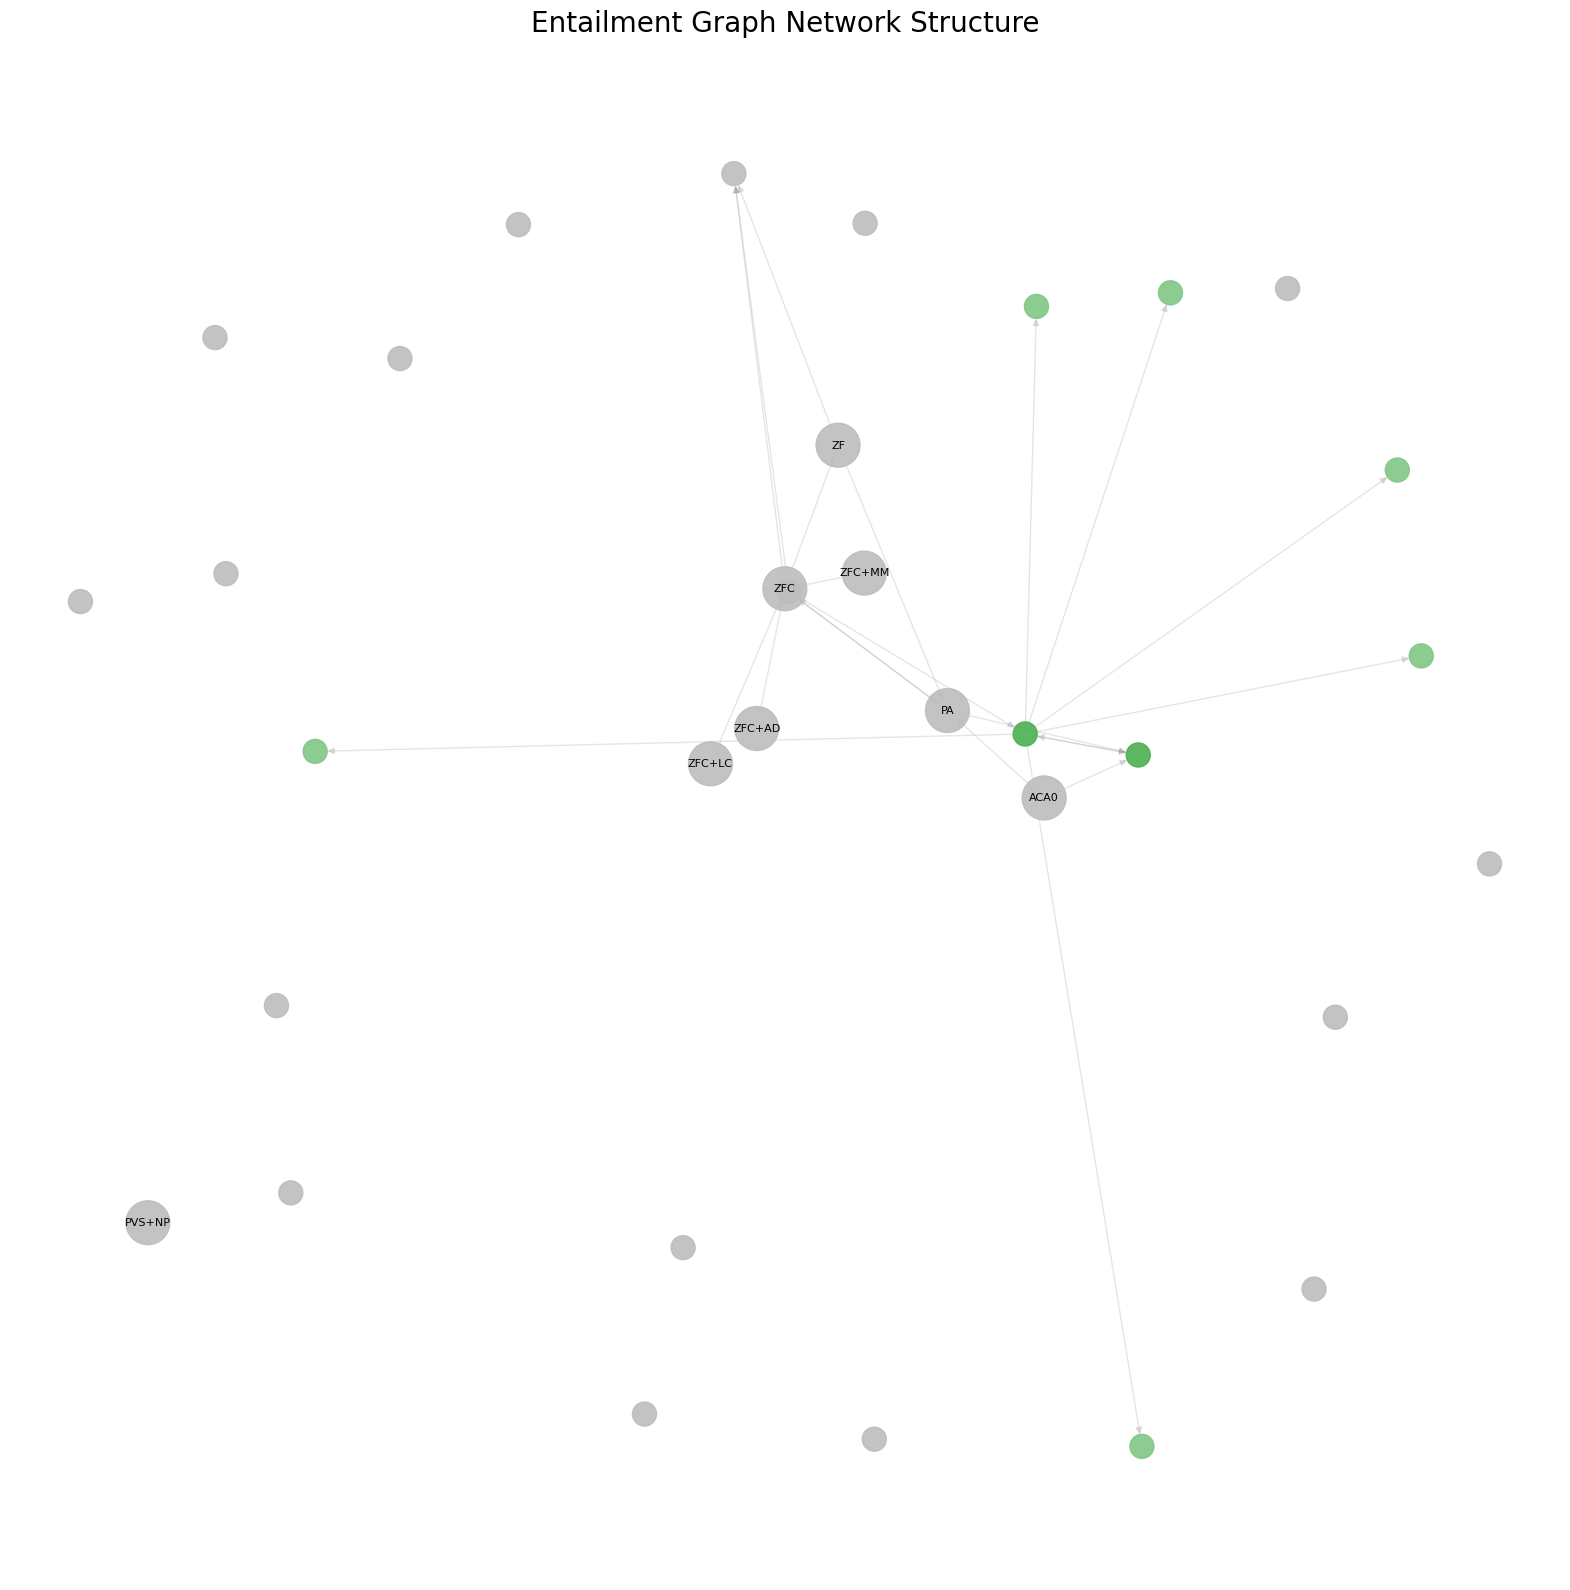 Entailment Graph Network Structure
ZF
ZFC+MM
ZFC
PA
ZFC+AD
ZFC+LC
ACA0
PVS+NP